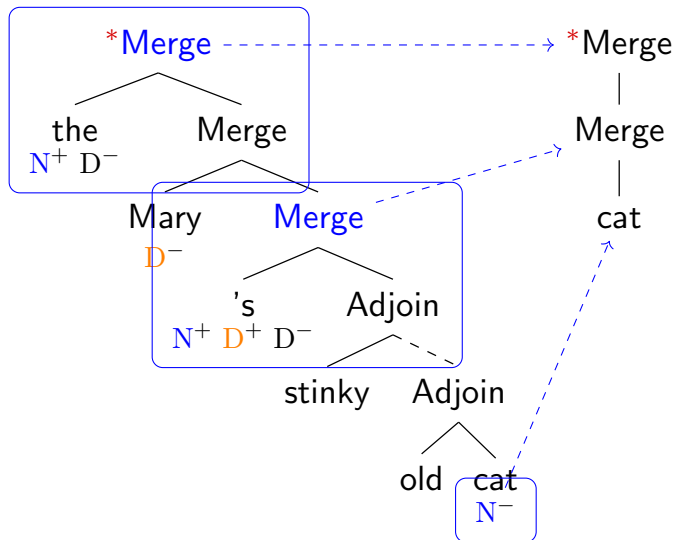 *Merge *Merge
the Merge Merge
N⁺ D⁻
Mary Merge cat
D⁻
's Adjoin
N⁺ D⁺ D⁻
stinky Adjoin
old cat
N⁻